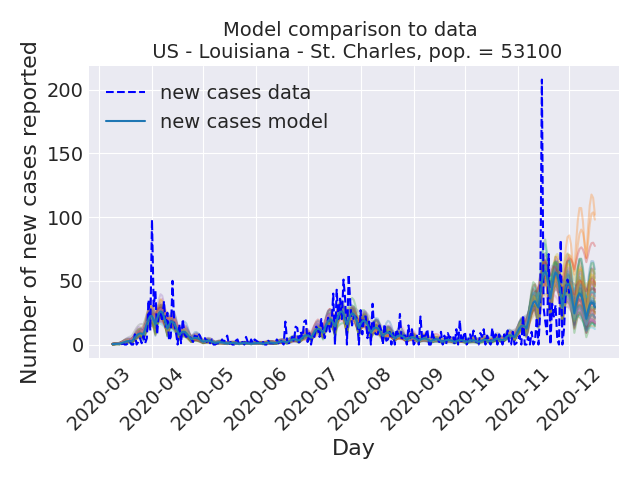 Model comparison to data
US - Louisiana - St. Charles, pop. = 53100
Number of new cases reported
200
150
100
50
0
new cases data
new cases model
2020-03
2020-04
2020-05
2020-06
2020-07
2020-08
2020-09
2020-10
2020-11
2020-12
Day